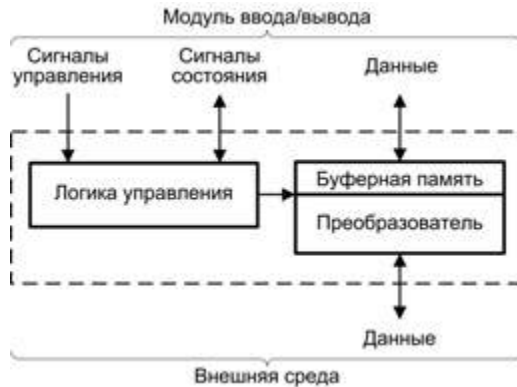 Модуль ввода/вывода
Сигналы
управления
Сигналы
состояния
Данные
Логика управления
Буферная память
Преобразователь
Данные
Внешняя среда